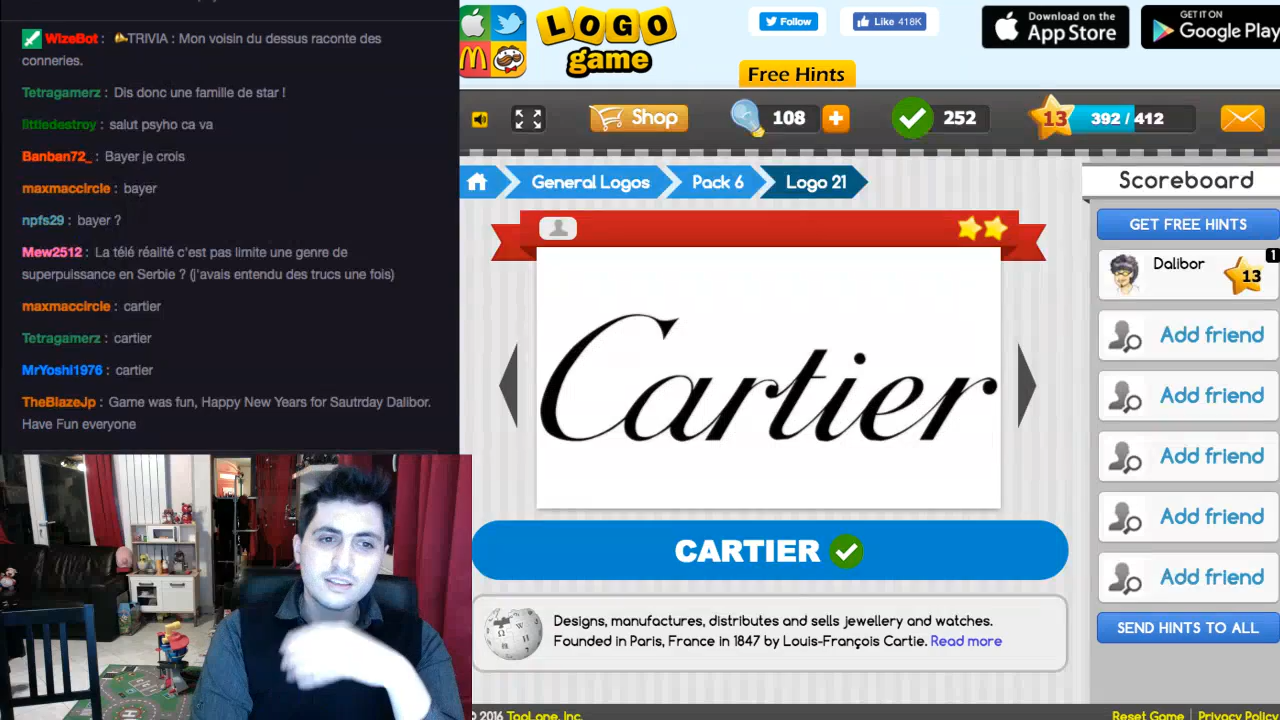 WizeBot : TRIVIA : Mon voisin du dessus raconte des
conneries.
Tetragamerz : Dis donc une famille de star !
littledestroy : salut psyho ca va
Banban72_ : Bayer je crois
maxmaccircle : bayer
npfs29 : bayer ?
Mew2512 : La télé réalité c'est pas limite une genre de
superpuissance en Serbie ? (j'avais entendu des trucs une fois)
maxmaccircle : cartier
Tetragamerz : cartier
MrYoshi1976 : cartier
TheBlazeJp : Game was fun, Happy New Years for Sautrday Dalibor.
Have Fun everyone
LOGO
game
Follow
Like 418K
Download on the
App Store
GET IT ON
Google Play
Free Hints
Shop
108
252
13
392 / 412
General Logos
Pack 6
Logo 21
Cartier
CARTIER
Designs, manufactures, distributes and sells jewellery and watches.
Founded in Paris, France in 1847 by Louis-François Cartie. Read more
Scoreboard
GET FREE HINTS
1
Dalibor
13
Add friend
Add friend
Add friend
Add friend
Add friend
SEND HINTS TO ALL
© 2016 TooLane, Inc.
Reset Game | Privacy Policy